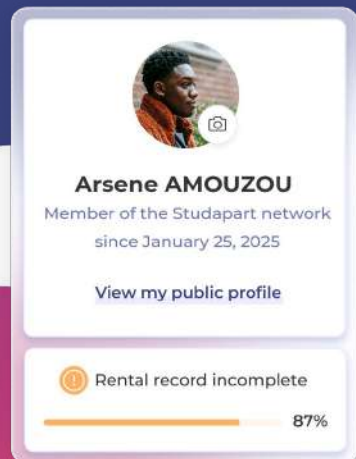 Arsene AMOUZOU
Member of the Studapart network
since January 25, 2025
View my public profile
Rental record incomplete
87%